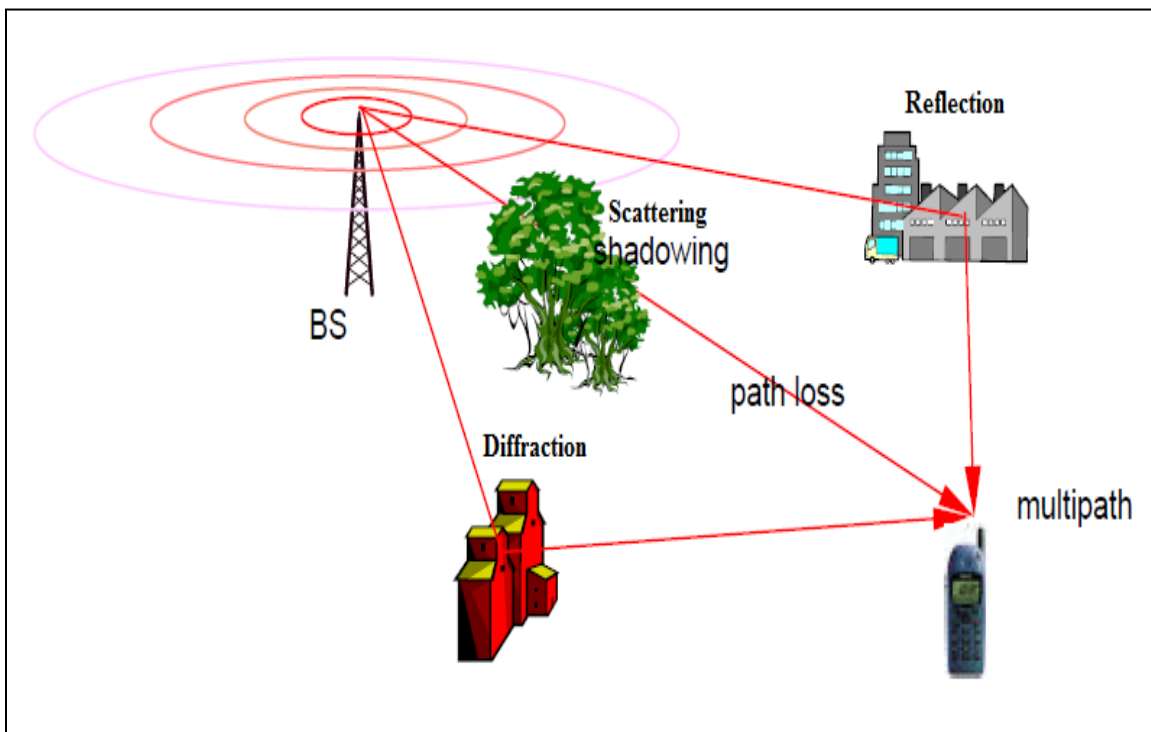 Reflection
Scattering
shadowing
BS
path loss
Diffraction
multipath